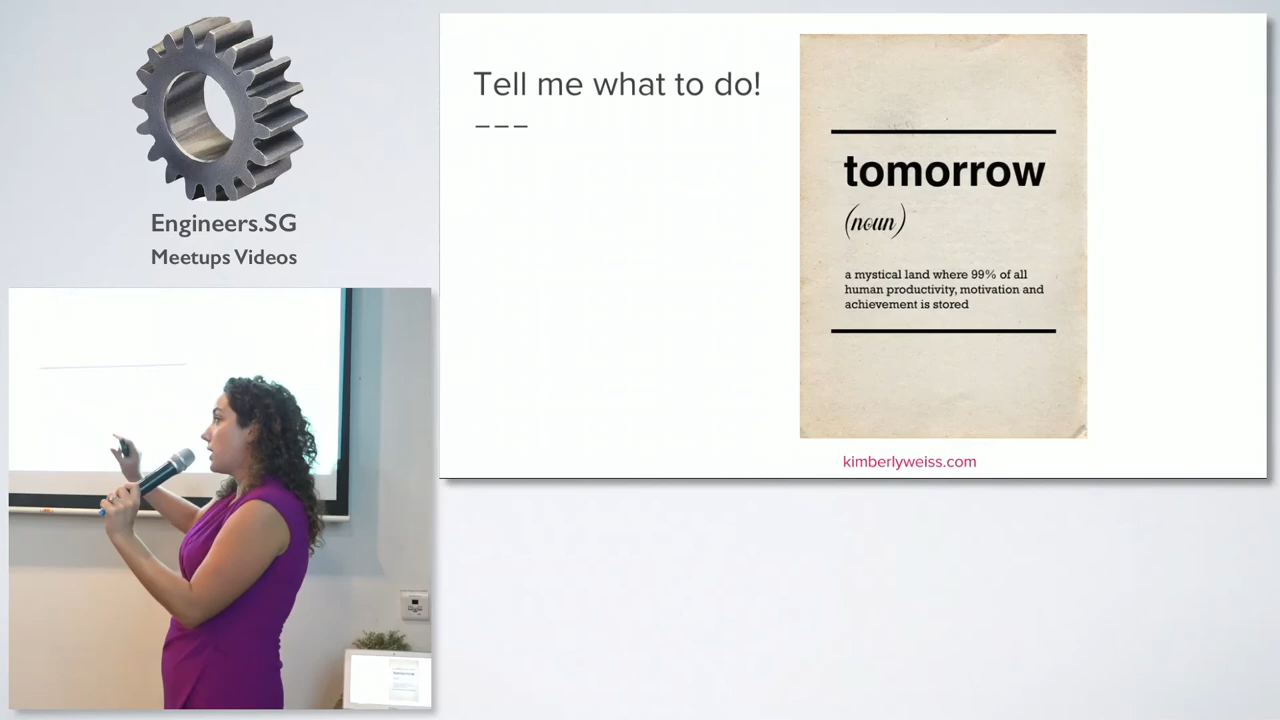 Engineers.SG
Meetups Videos
Tell me what to do!
---
tomorrow
(noun)
a mystical land where 99% of all
human productivity, motivation and
achievement is stored
kimberlyweiss.com